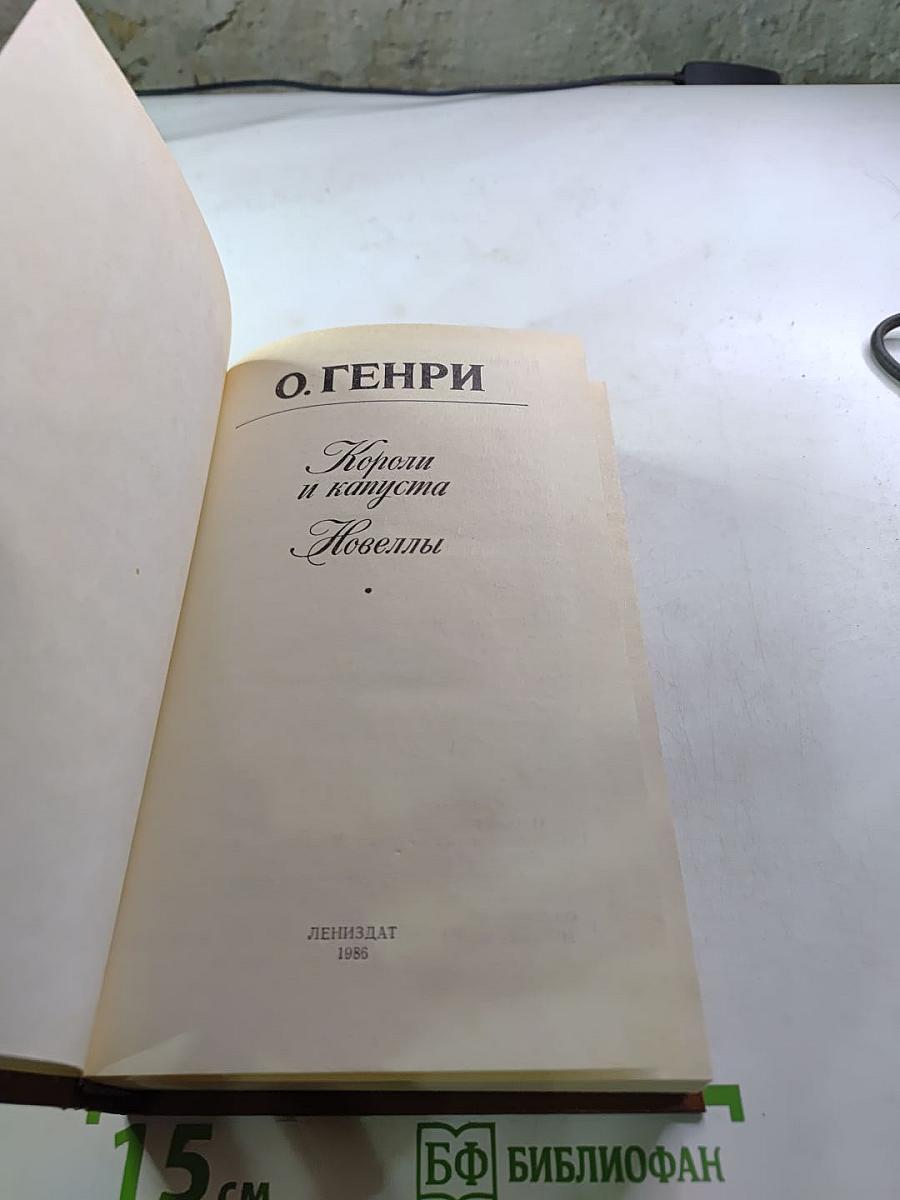 О. ГЕНРИ
Короли
и капуста
Новеллы
ЛЕНИЗДАТ
1986
15 см
БФ БИБЛИОФАН